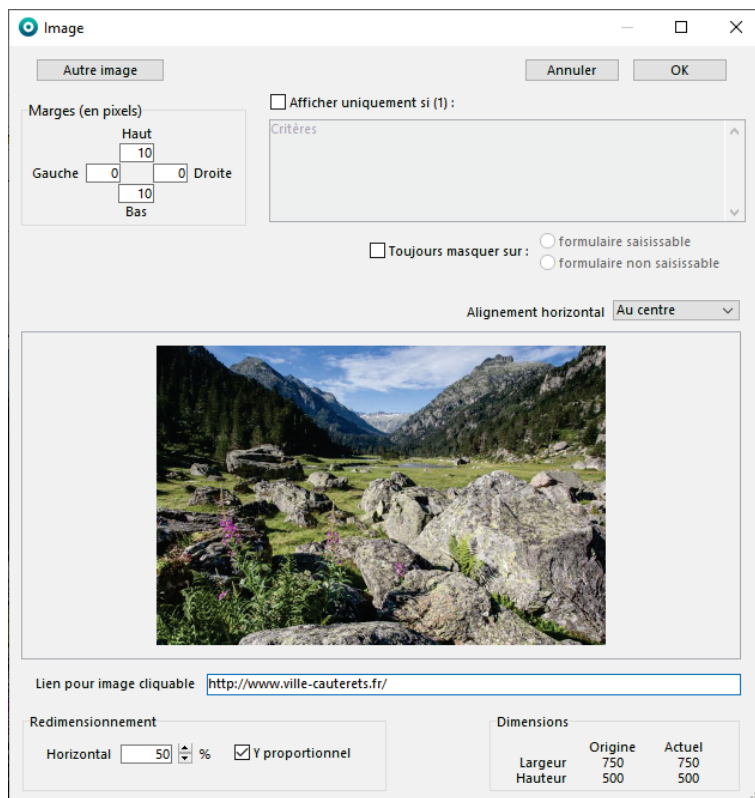 Image
Autre image
Annuler
OK
Marges (en pixels)
Haut
10
Gauche 0 0 Droite
10
Bas
Afficher uniquement si (1) :
Critères
Toujours masquer sur :
formulaire saisissable
formulaire non saisissable
Alignement horizontal Au centre
Lien pour image cliquable http://www.ville-cauterets.fr/
Redimensionnement
Horizontal 50 % Y proportionnel
Dimensions
Origine Actuel
Largeur 750 750
Hauteur 500 500